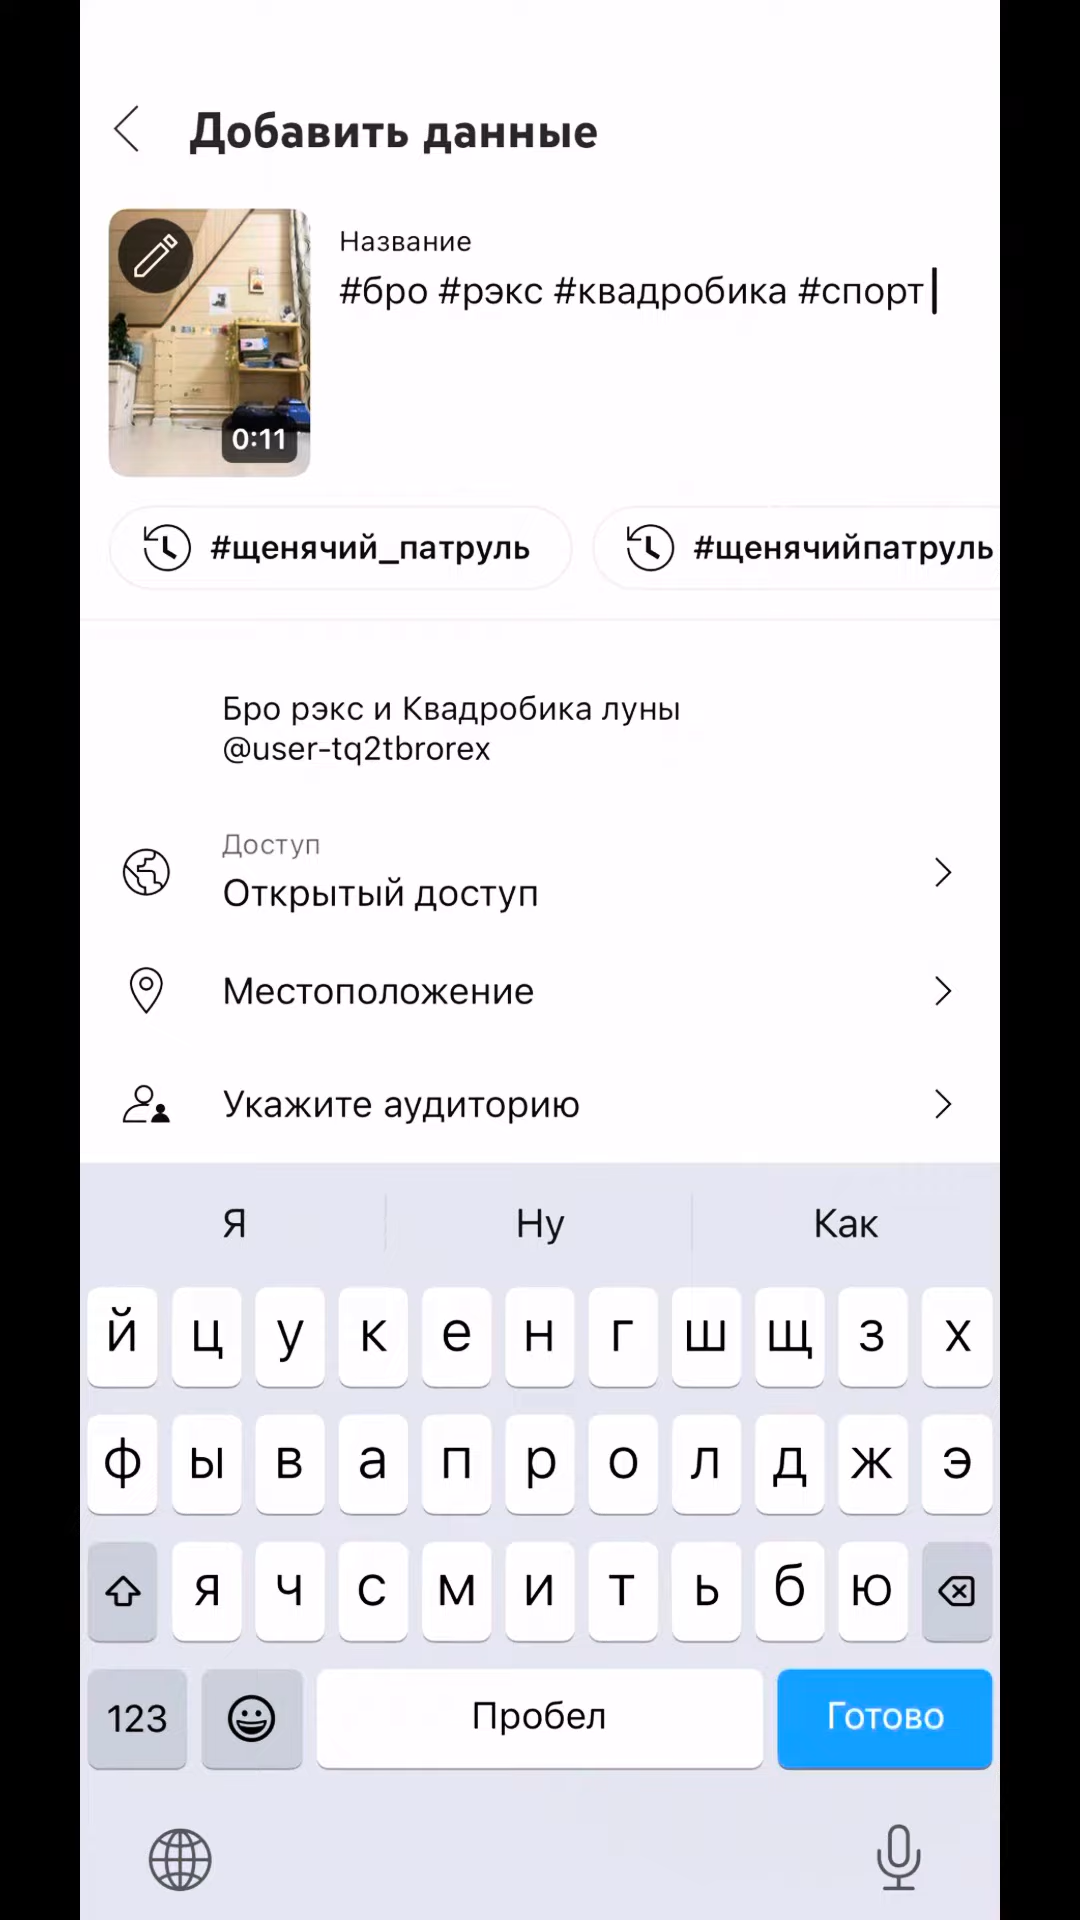 Добавить данные
Название
#бро #рэкс #квадробика #спорт
0:11
#щенячий_патруль #щенячийпатруль
Бро рэкс и Квадробика луны
@user-tq2tbrorex
Доступ
Открытый доступ
Местоположение
Укажите аудиторию
Я Ну Как
й ц у к е н г ш щ з х
ф ы в а п р о л д ж э
я ч с м и т ь б ю
123 Пробел Готово